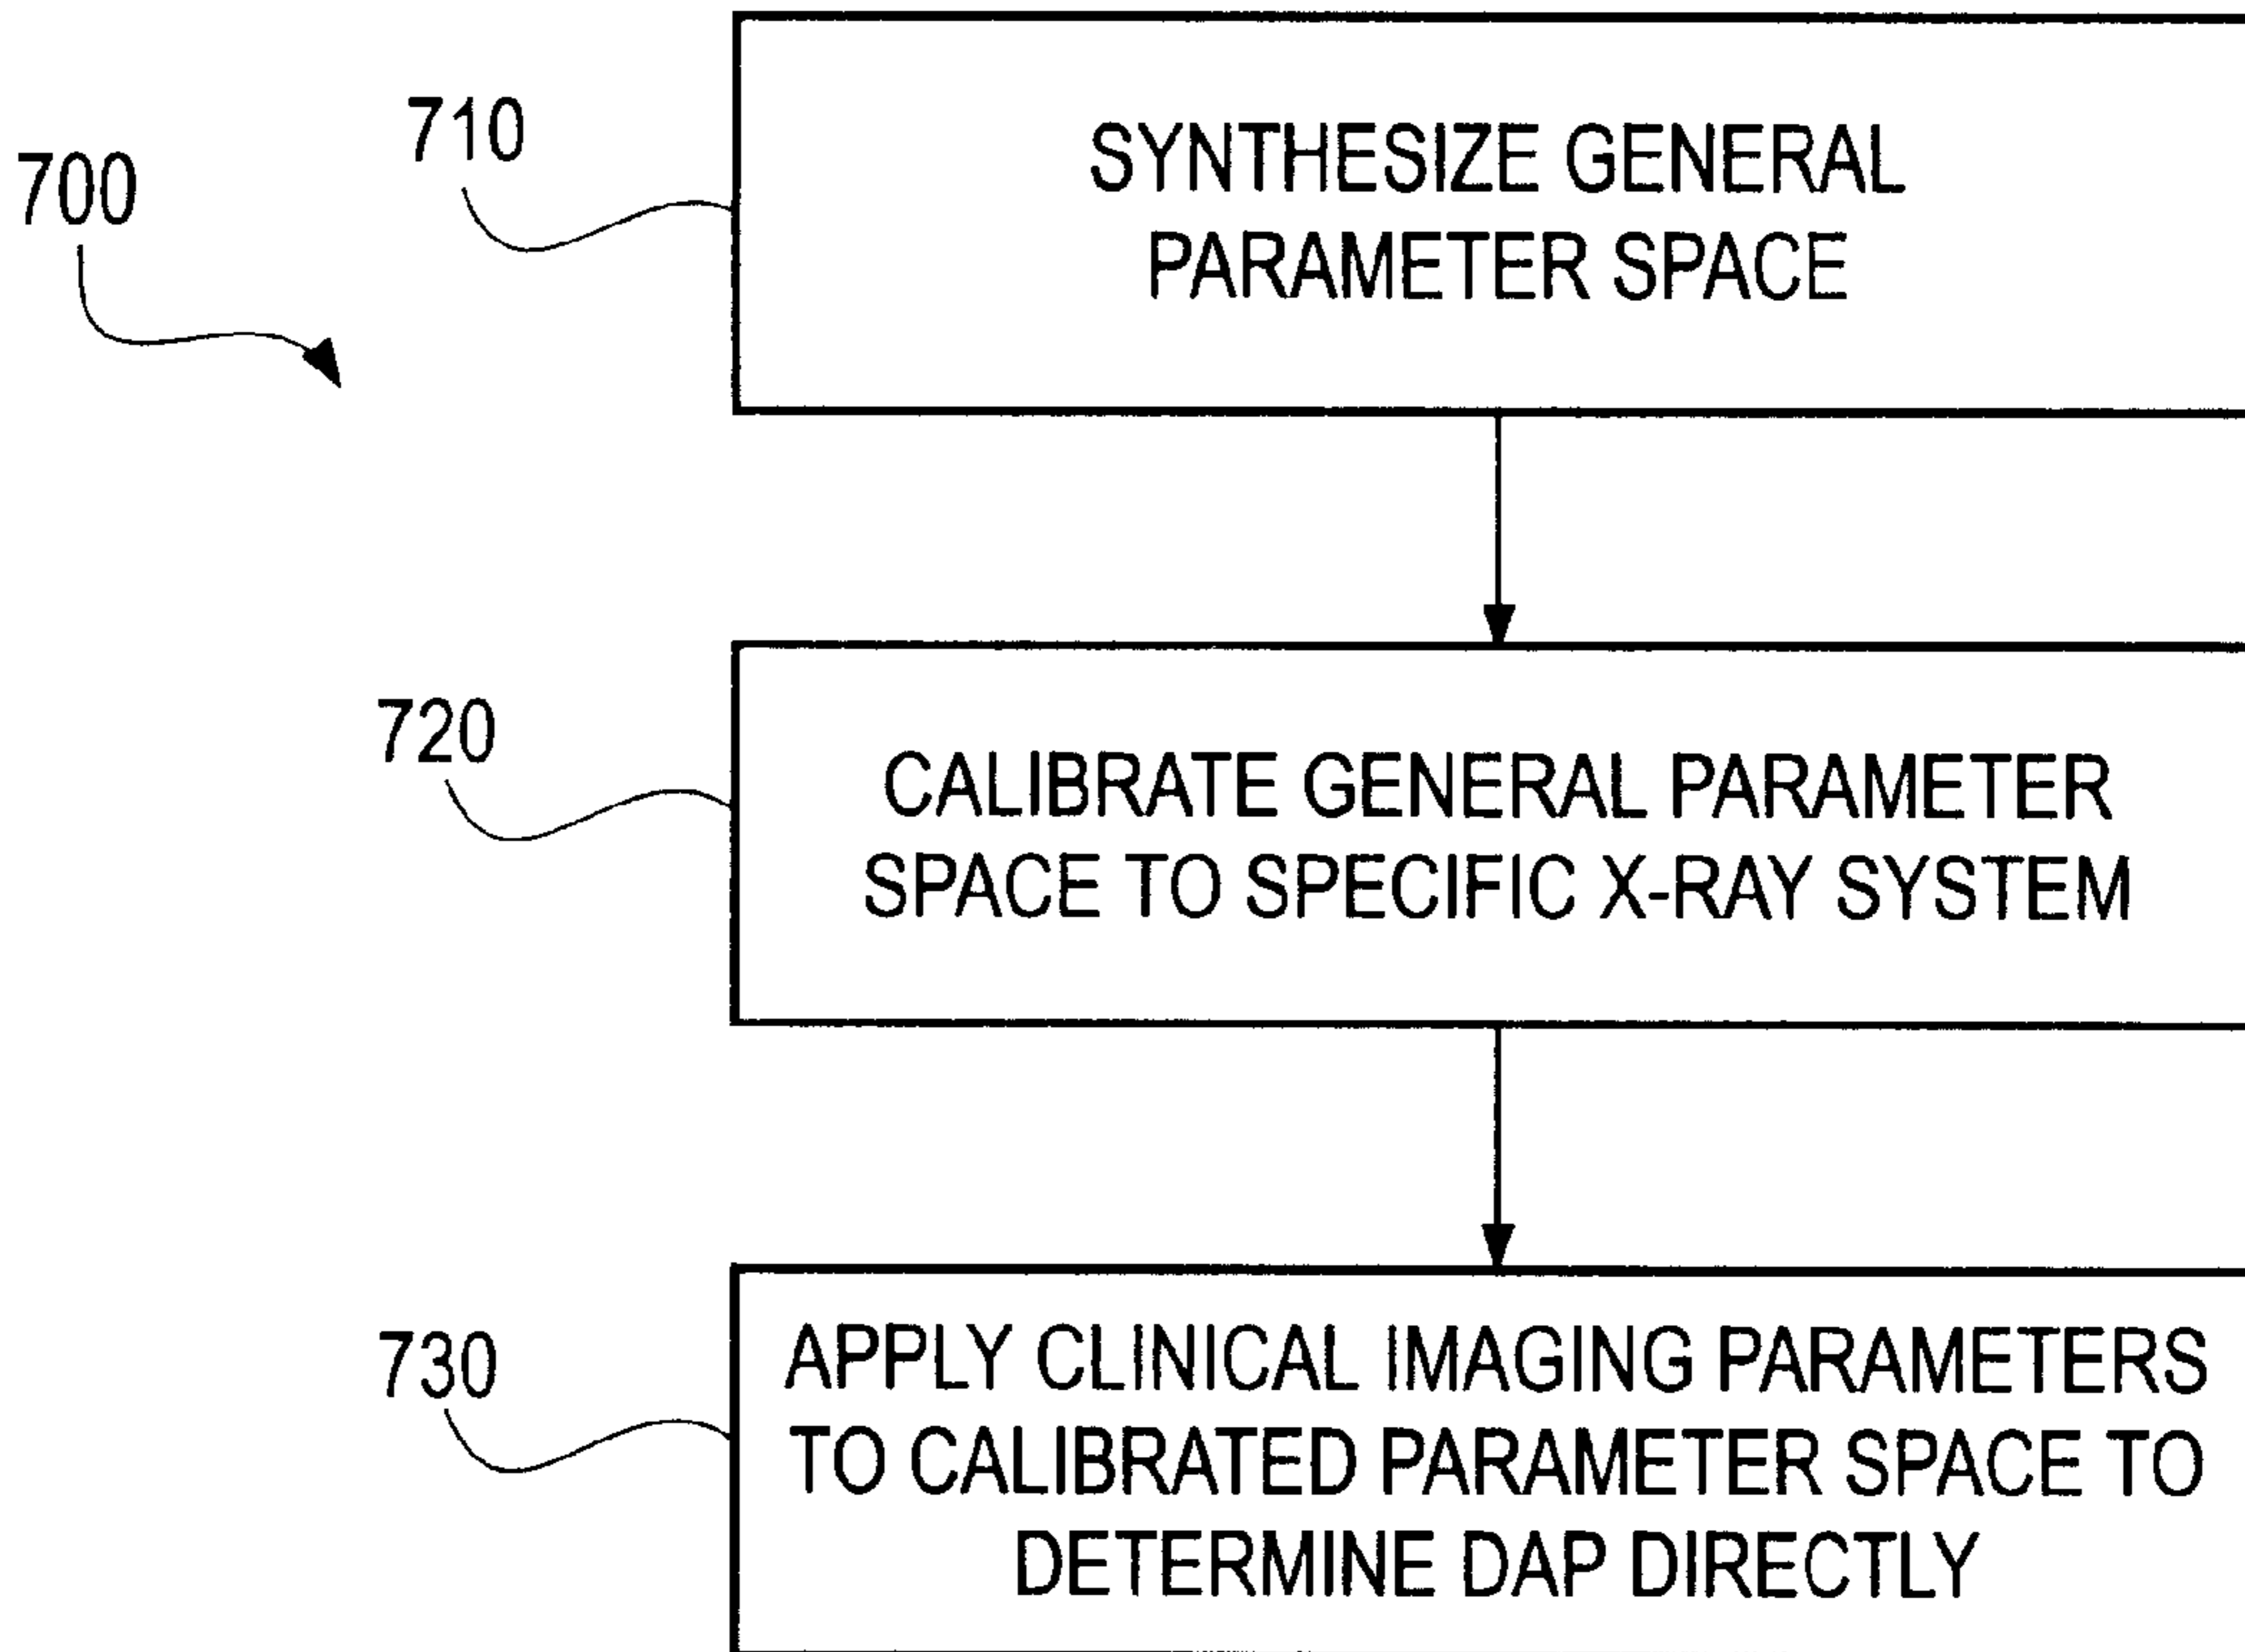 700
710
SYNTHESIZE GENERAL
PARAMETER SPACE
720
CALIBRATE GENERAL PARAMETER
SPACE TO SPECIFIC X-RAY SYSTEM
730
APPLY CLINICAL IMAGING PARAMETERS
TO CALIBRATED PARAMETER SPACE TO
DETERMINE DAP DIRECTLY